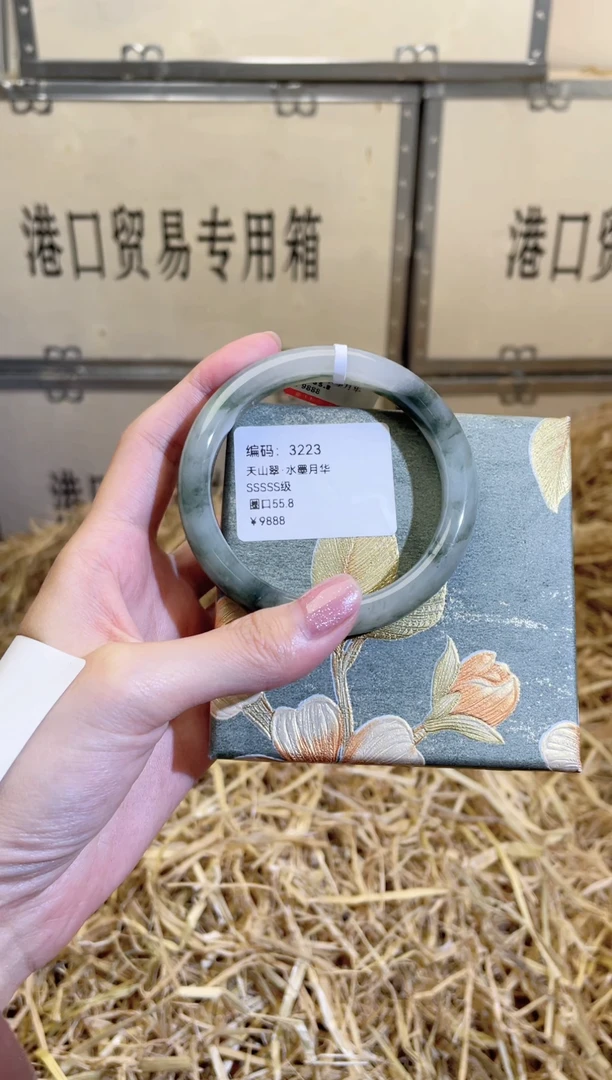 港口贸易专用箱
港口贸
编码：3223
天山翠·水墨月华
SSSSS级
圈口55.8
￥9888
港